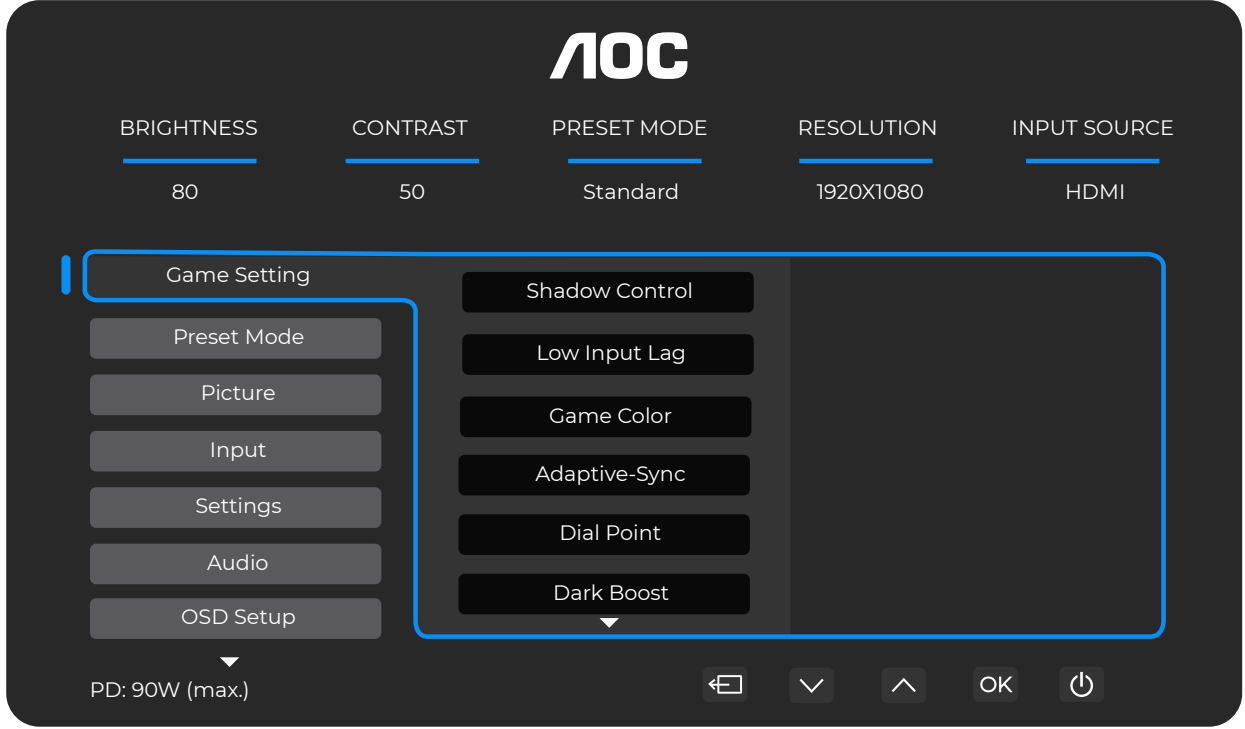 AOC
BRIGHTNESS CONTRAST PRESET MODE RESOLUTION INPUT SOURCE
80 50 Standard 1920X1080 HDMI
Game Setting
Preset Mode
Picture
Input
Settings
Audio
OSD Setup
Shadow Control
Low Input Lag
Game Color
Adaptive-Sync
Dial Point
Dark Boost
PD: 90W (max.)
OK